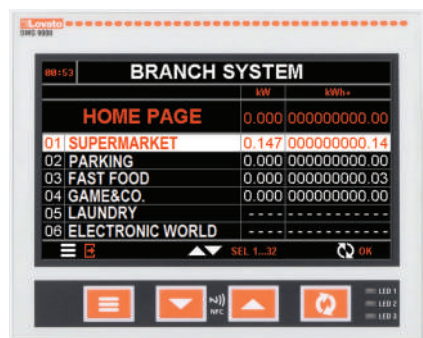 Lovato
DMG 9000
00:53 BRANCH SYSTEM
kW kWh+
HOME PAGE 0.000 000000000.00
01 SUPERMARKET 0.147 000000000.14
02 PARKING 0.000 000000000.00
03 FAST FOOD 0.000 000000000.03
04 GAME&CO. 0.000 000000000.00
05 LAUNDRY ---- ------------
06 ELECTRONIC WORLD ---- ------------
SEL 1...32 OK
NFC
LED 1
LED 2
LED 3